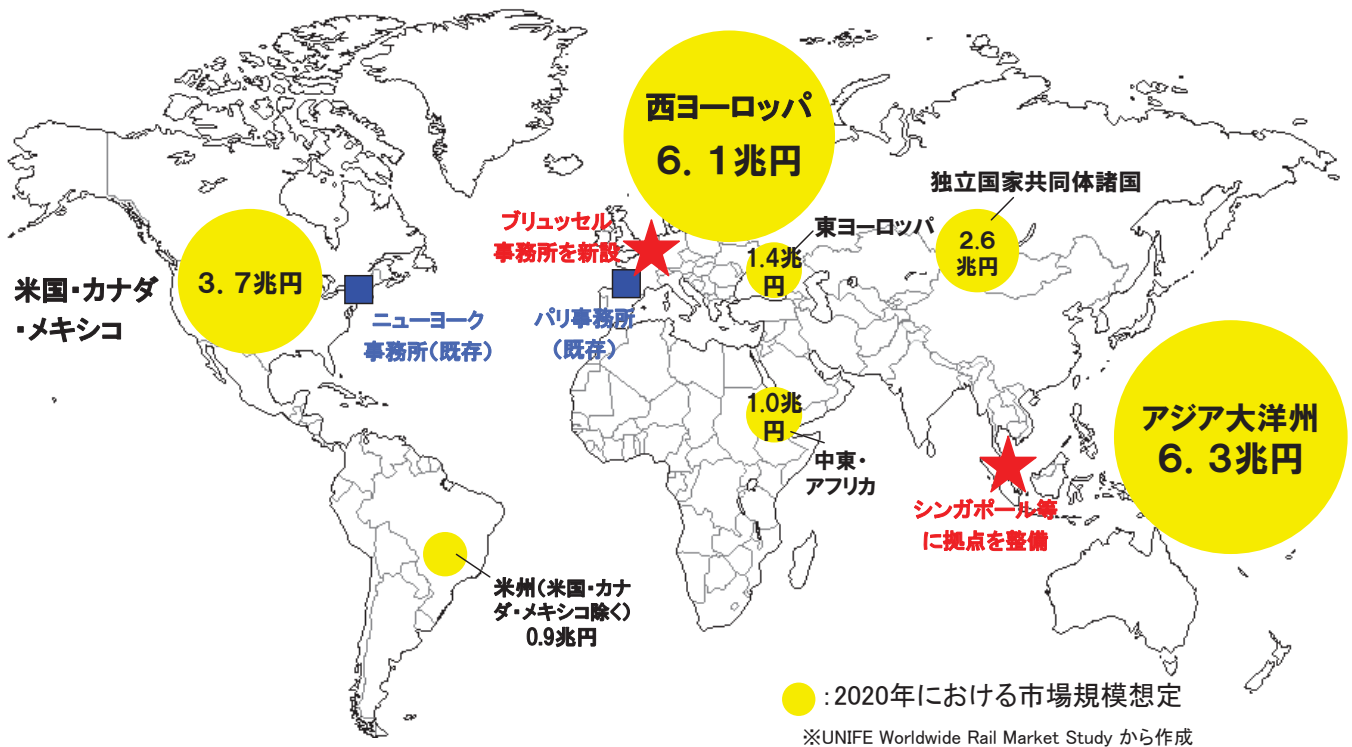 西ヨーロッパ
6.1兆円
独立国家共同体諸国
2.6
兆円
ブリュッセル
事務所を新設
東ヨーロッパ
1.4兆
円
米国・カナダ
・メキシコ
3.7兆円
ニューヨーク
事務所(既存)
パリ事務所
(既存)
アジア大洋州
6.3兆円
1.0兆
円
中東・
アフリカ
シンガポール等
に拠点を整備
米州(米国・カナ
ダ・メキシコ除く)
0.9兆円
:2020年における市場規模想定
※UNIFE Worldwide Rail Market Study から作成